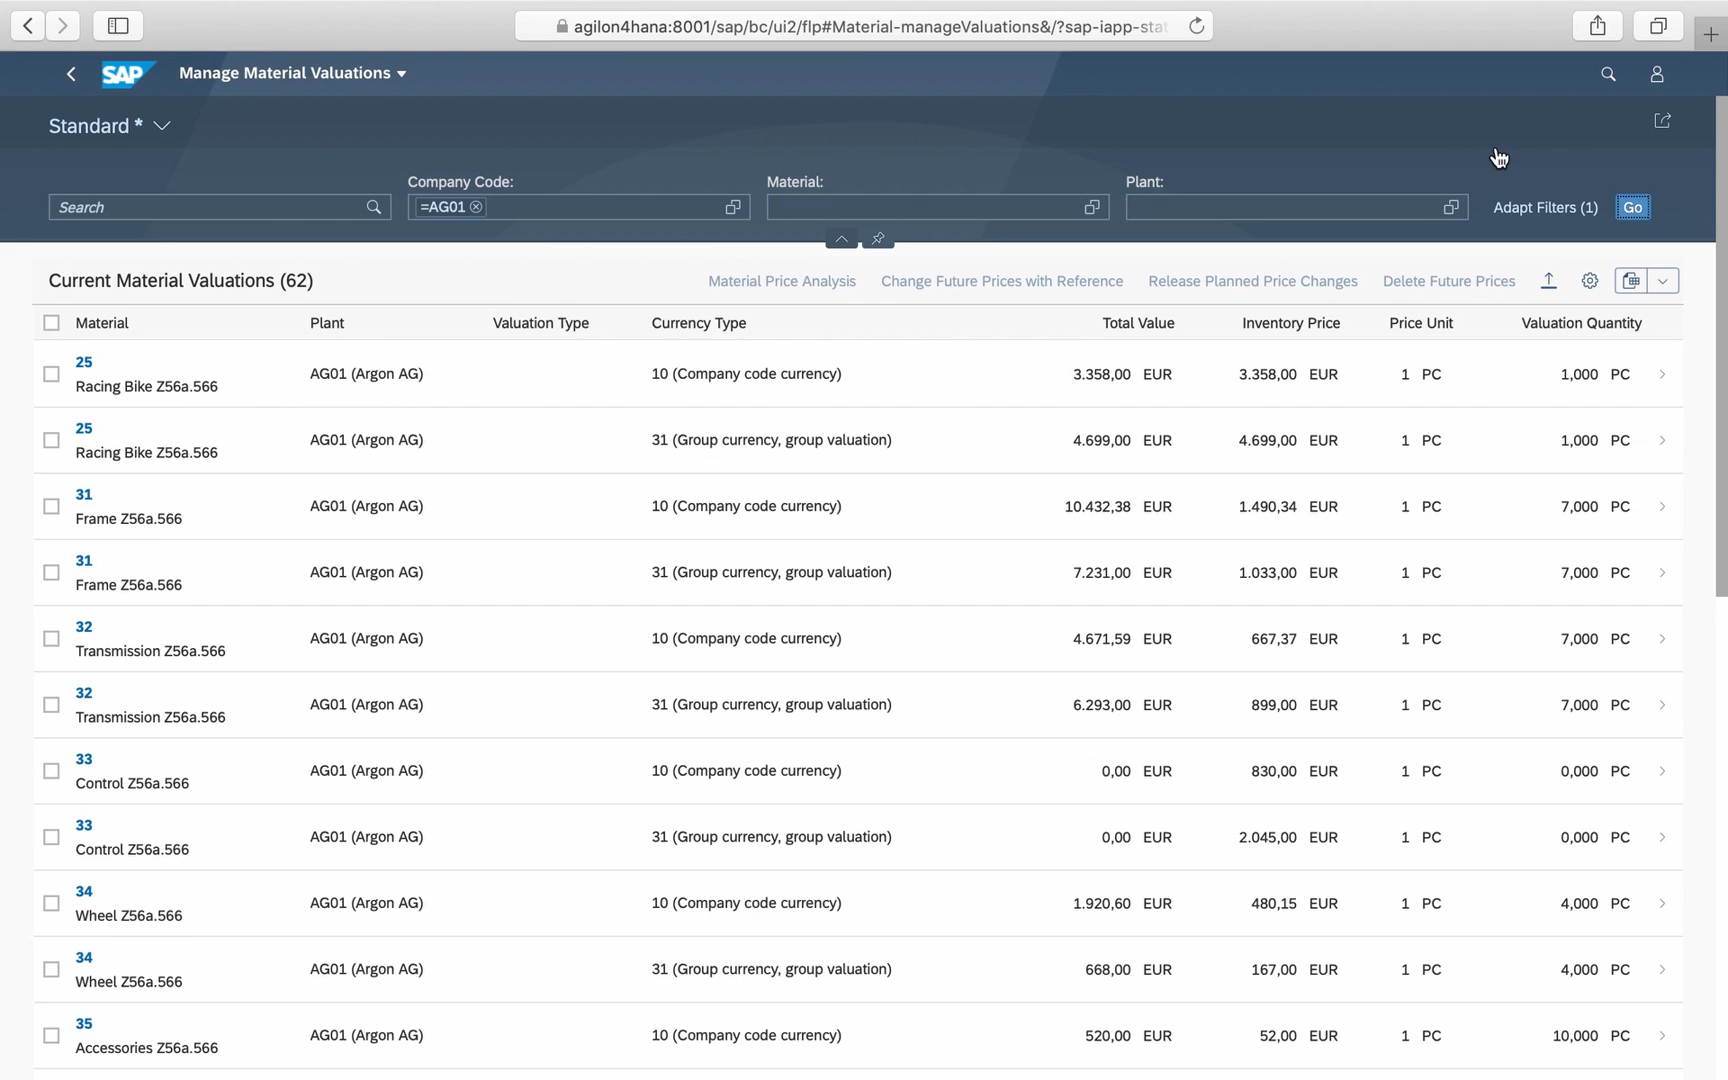 agilon4hana:8001/sap/bc/ui2/flp#Material-manageValuations&/?sap-iapp-stat
SAP Manage Material Valuations
Standard *
Company Code: Material: Plant:
Search =AG01 Adapt Filters (1) Go
Current Material Valuations (62) Material Price Analysis Change Future Prices with Reference Release Planned Price Changes Delete Future Prices
Material Plant Valuation Type Currency Type Total Value Inventory Price Price Unit Valuation Quantity
25
Racing Bike Z56a.566 AG01 (Argon AG) 10 (Company code currency) 3.358,00 EUR 3.358,00 EUR 1 PC 1,000 PC
25
Racing Bike Z56a.566 AG01 (Argon AG) 31 (Group currency, group valuation) 4.699,00 EUR 4.699,00 EUR 1 PC 1,000 PC
31
Frame Z56a.566 AG01 (Argon AG) 10 (Company code currency) 10.432,38 EUR 1.490,34 EUR 1 PC 7,000 PC
31
Frame Z56a.566 AG01 (Argon AG) 31 (Group currency, group valuation) 7.231,00 EUR 1.033,00 EUR 1 PC 7,000 PC
32
Transmission Z56a.566 AG01 (Argon AG) 10 (Company code currency) 4.671,59 EUR 667,37 EUR 1 PC 7,000 PC
32
Transmission Z56a.566 AG01 (Argon AG) 31 (Group currency, group valuation) 6.293,00 EUR 899,00 EUR 1 PC 7,000 PC
33
Control Z56a.566 AG01 (Argon AG) 10 (Company code currency) 0,00 EUR 830,00 EUR 1 PC 0,000 PC
33
Control Z56a.566 AG01 (Argon AG) 31 (Group currency, group valuation) 0,00 EUR 2.045,00 EUR 1 PC 0,000 PC
34
Wheel Z56a.566 AG01 (Argon AG) 10 (Company code currency) 1.920,60 EUR 480,15 EUR 1 PC 4,000 PC
34
Wheel Z56a.566 AG01 (Argon AG) 31 (Group currency, group valuation) 668,00 EUR 167,00 EUR 1 PC 4,000 PC
35
Accessories Z56a.566 AG01 (Argon AG) 10 (Company code currency) 520,00 EUR 52,00 EUR 1 PC 10,000 PC